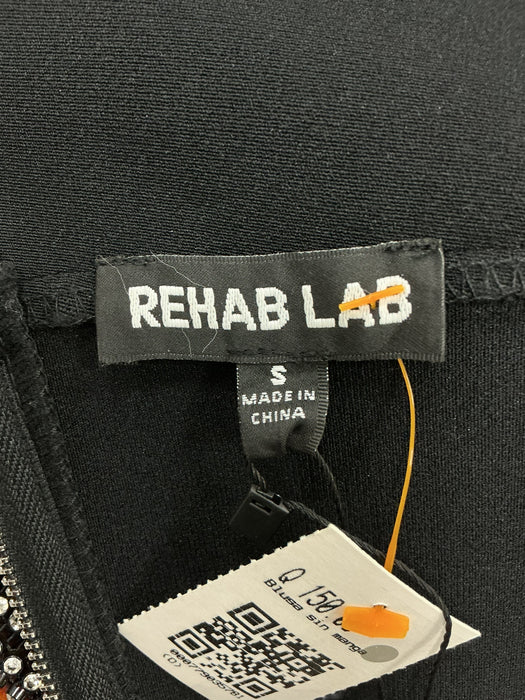 REHAB LAB
S
MADE IN
CHINA
Q 150.
Blusa sin manga